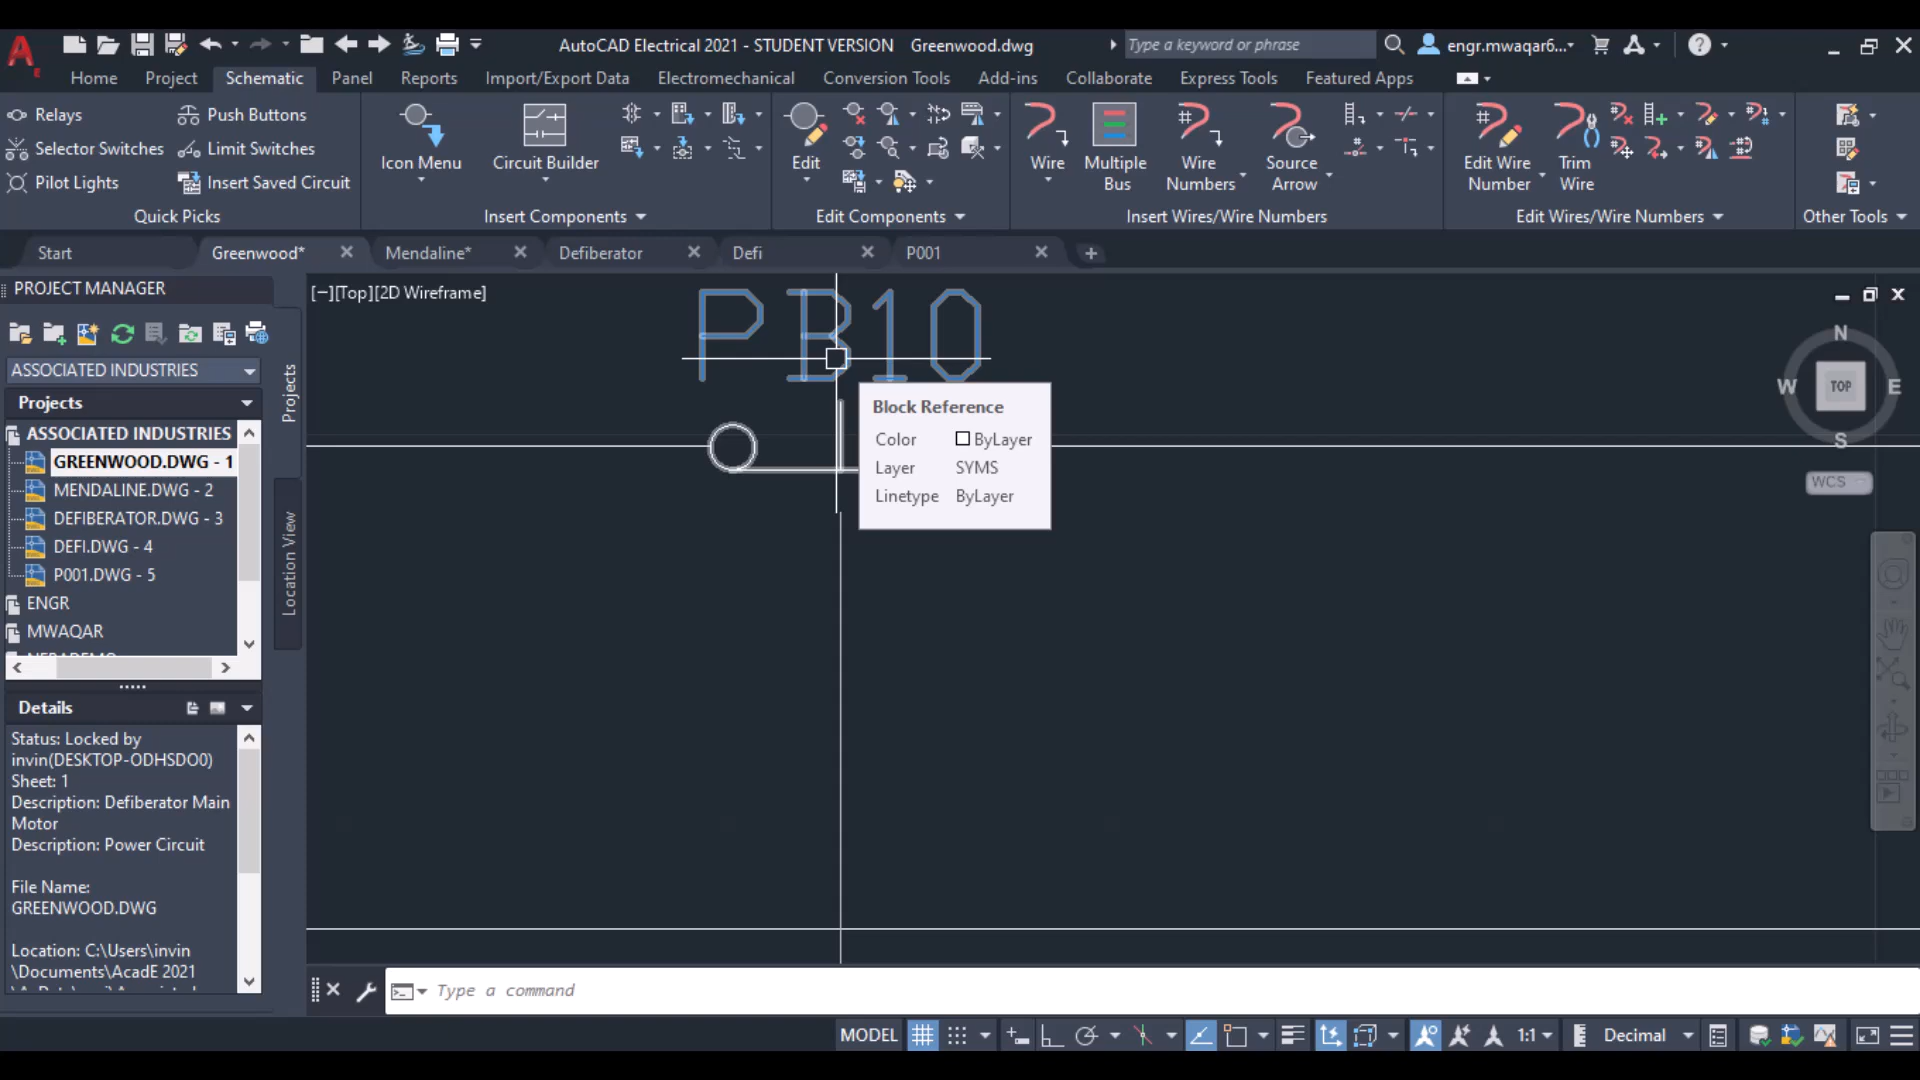 AutoCAD Electrical 2021 - STUDENT VERSION Greenwood.dwg Type a keyword or phrase engr.mwaqar6...
Home Project Schematic Panel Reports Import/Export Data Electromechanical Conversion Tools Add-ins Collaborate Express Tools Featured Apps
Relays Push Buttons
Selector Switches Limit Switches
Pilot Lights Insert Saved Circuit
Quick Picks
Icon Menu Circuit Builder
Insert Components
Edit
Edit Components
Wire Multiple Bus Wire Numbers Source Arrow
Insert Wires/Wire Numbers
Edit Wire Number Trim Wire
Edit Wires/Wire Numbers
Other Tools
Start Greenwood* Mendaline* Defiberator Defi P001
PROJECT MANAGER
ASSOCIATED INDUSTRIES
Projects
ASSOCIATED INDUSTRIES
GREENWOOD.DWG - 1
MENDALINE.DWG - 2
DEFIBERATOR.DWG - 3
DEFI.DWG - 4
P001.DWG - 5
ENGR
MWAQAR
Projects
Location View
Details
Status: Locked by
invin(DESKTOP-ODHSDO0)
Sheet: 1
Description: Defiberator Main
Motor
Description: Power Circuit
File Name:
GREENWOOD.DWG
Location: C:\Users\invin
\Documents\AcadE 2021
[−][Top][2D Wireframe]
PB10
Block Reference
Color ByLayer
Layer SYMS
Linetype ByLayer
N
W TOP E
S
WCS
Type a command
MODEL 1:1 Decimal